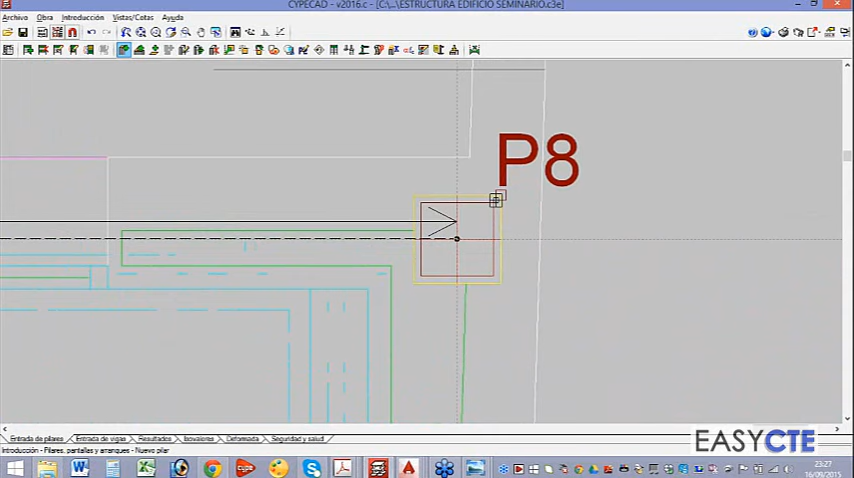 CYPECAD - v2016.c - [C:\...\ESTRUCTURA EDIFICIO SEMINARIO.c3e]
Archivo Obra Introducción Vistas/Cotas Ayuda
P8
Entrada de pilares Entrada de vigas Resultados Isovalores Deformada Seguridad y salud
EASYCTE
Introducción - Pilares, pantallas y arranques - Nuevo pilar
23:27
16/09/2015